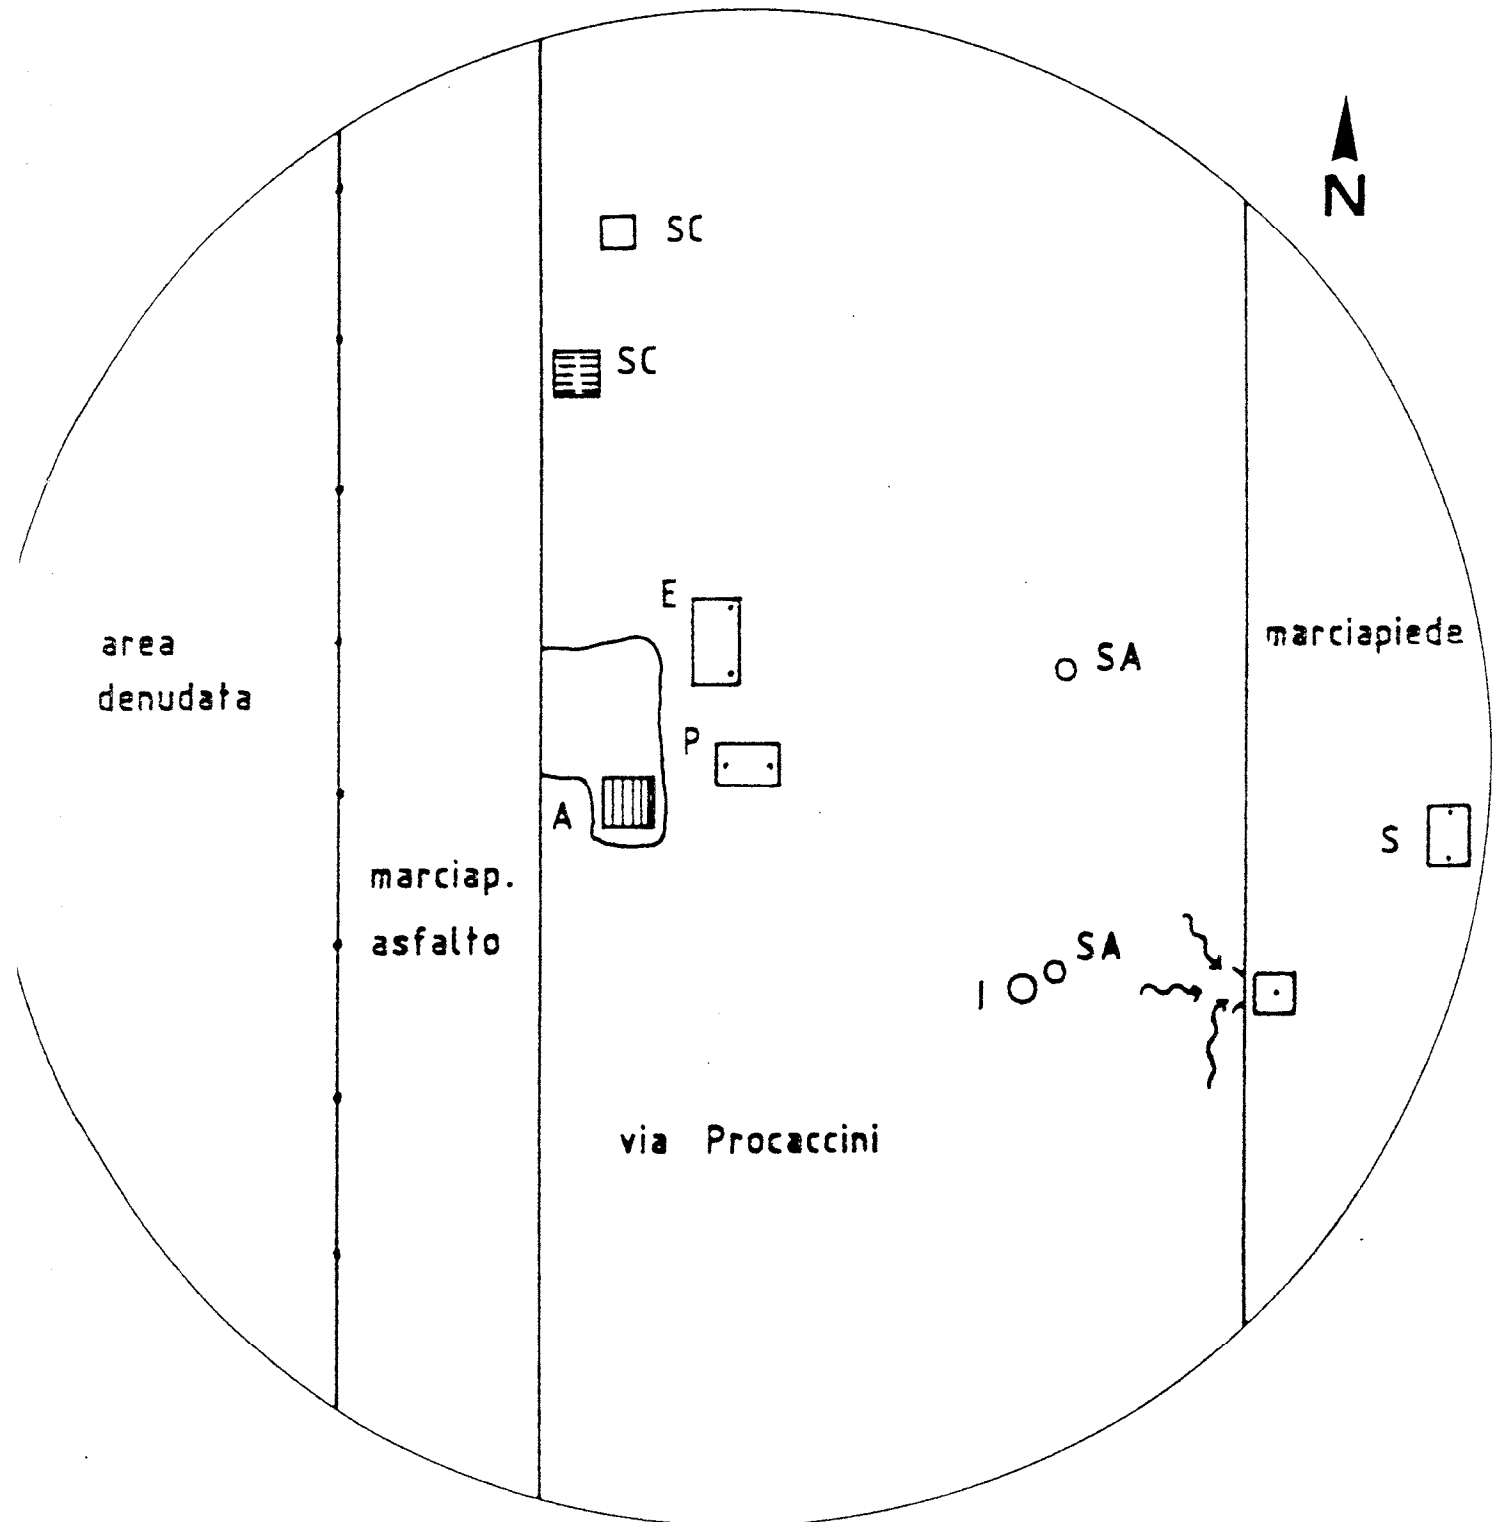 N
SC
SC
E
area
denudata
marciapiede
SA
P
A
S
marciap.
asfalto
SA
I
via Procaccini